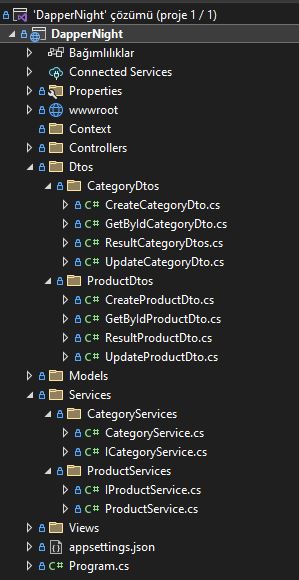 'DapperNight' çözümü (proje 1 / 1)
DapperNight
Bağımlılıklar
Connected Services
Properties
wwwroot
Context
Controllers
Dtos
CategoryDtos
C# CreateCategoryDto.cs
C# GetByIdCategoryDto.cs
C# ResultCategoryDtos.cs
C# UpdateCategoryDto.cs
ProductDtos
C# CreateProductDto.cs
C# GetByIdProductDto.cs
C# ResultProductDto.cs
C# UpdateProductDto.cs
Models
Services
CategoryServices
C# CategoryService.cs
C# ICategoryService.cs
ProductServices
C# IProductService.cs
C# ProductService.cs
Views
appsettings.json
C# Program.cs